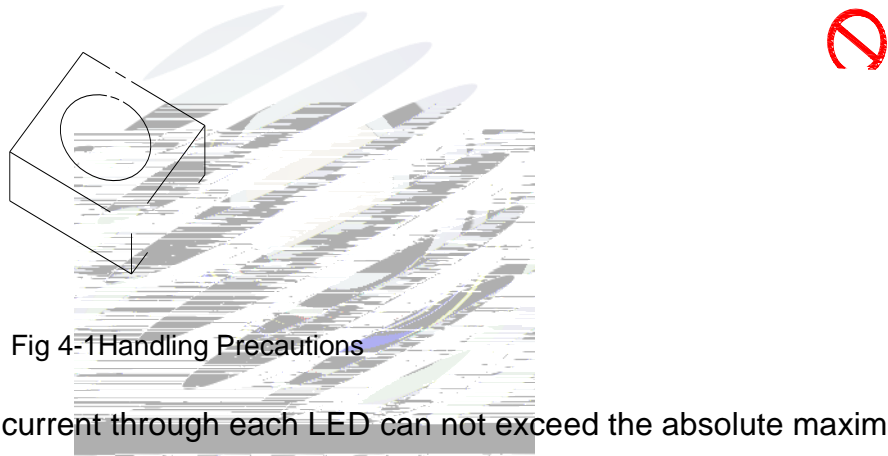 Fig 4-1Handling Precautions
current through each LED can not exceed the absolute maxim